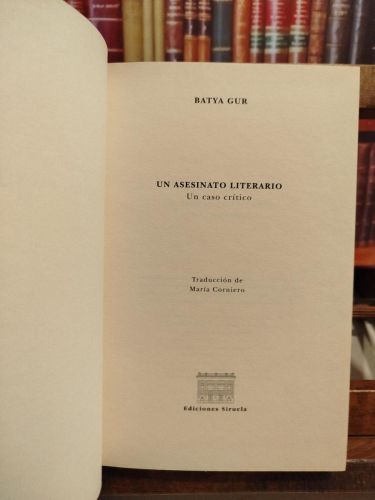 BATYA GUR
UN ASESINATO LITERARIO
Un caso crítico
Traducción de
María Corniero
Ediciones Siruela